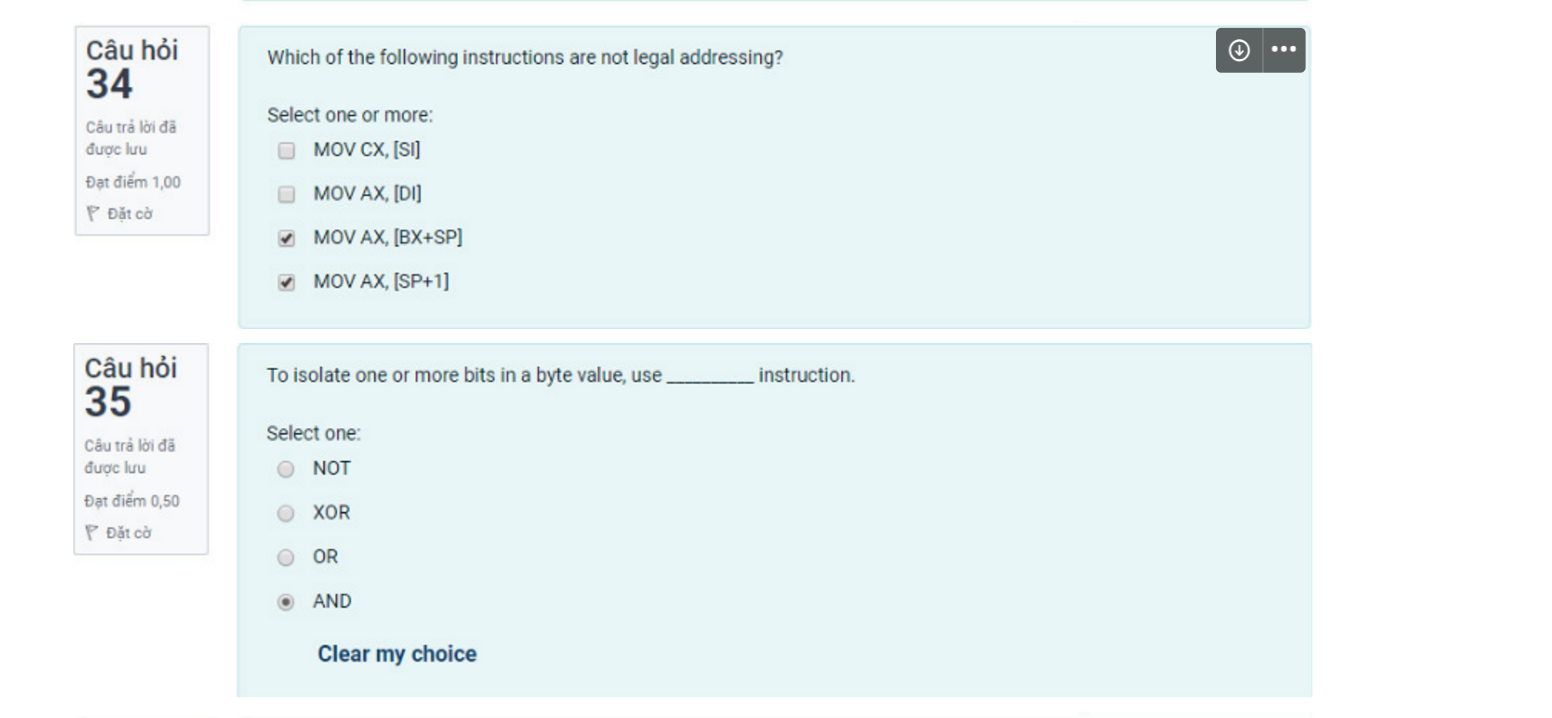 Câu hỏi
34
Câu trả lời đã
được lưu
Đạt điểm 1,00
Đặt cờ
Which of the following instructions are not legal addressing?
Select one or more:
MOV CX, [SI]
MOV AX, [DI]
MOV AX, [BX+SP]
MOV AX, [SP+1]
Câu hỏi
35
Câu trả lời đã
được lưu
Đạt điểm 0,50
Đặt cờ
To isolate one or more bits in a byte value, use __________ instruction.
Select one:
NOT
XOR
OR
AND
Clear my choice